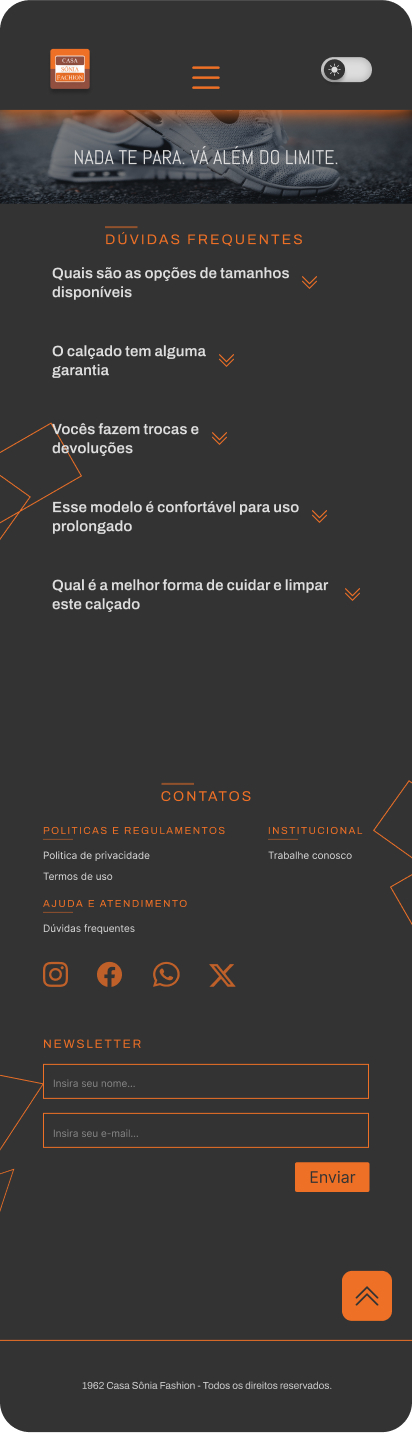 CASA
SÔNIA
FACHION
NADA TE PARA. VÁ ALÉM DO LIMITE.
DÚVIDAS FREQUENTES
Quais são as opções de tamanhos
disponíveis
O calçado tem alguma
garantia
Vocês fazem trocas e
devoluções
Esse modelo é confortável para uso
prolongado
Qual é a melhor forma de cuidar e limpar
este calçado
CONTATOS
POLITICAS E REGULAMENTOS
Politica de privacidade
Termos de uso
INSTITUCIONAL
Trabalhe conosco
AJUDA E ATENDIMENTO
Dúvidas frequentes
NEWSLETTER
Insira seu nome...
Insira seu e-mail...
Enviar
1962 Casa Sônia Fashion - Todos os direitos reservados.